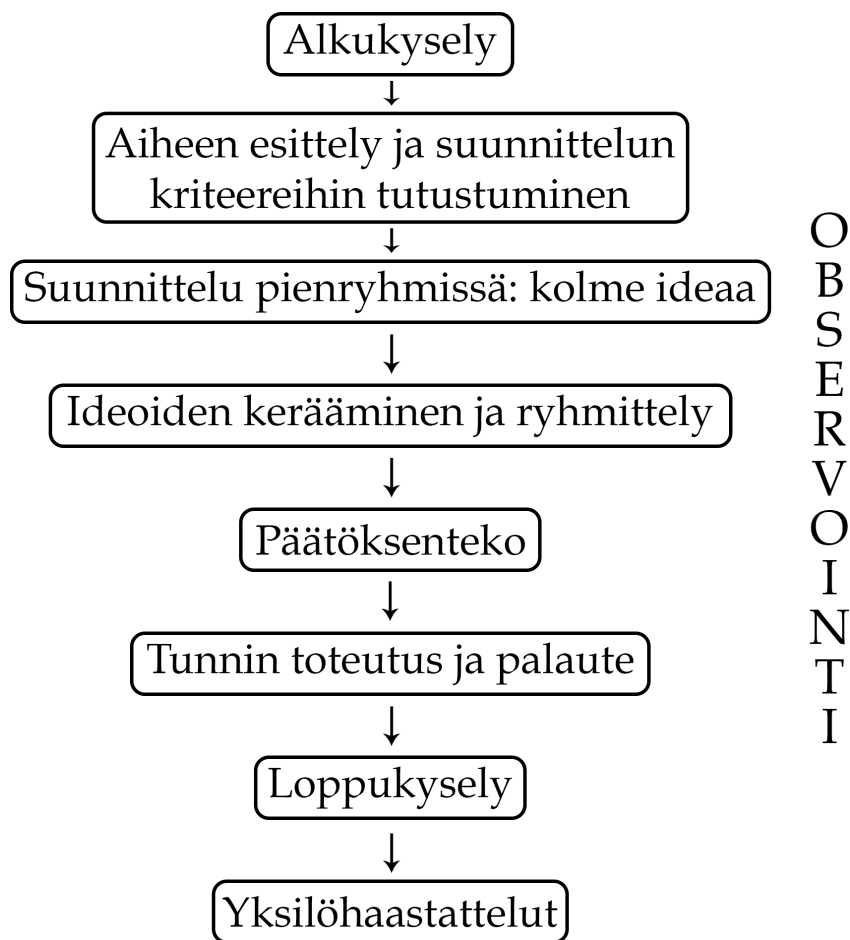 Alkukysely
Aiheen esittely ja suunnittelun
kriteereihin tutustuminen
Suunnittelu pienryhmissä: kolme ideaa
Ideoiden kerääminen ja ryhmittely
Päätöksenteko
Tunnin toteutus ja palaute
Loppukysely
Yksilöhaastattelut
OBSERVOINTI